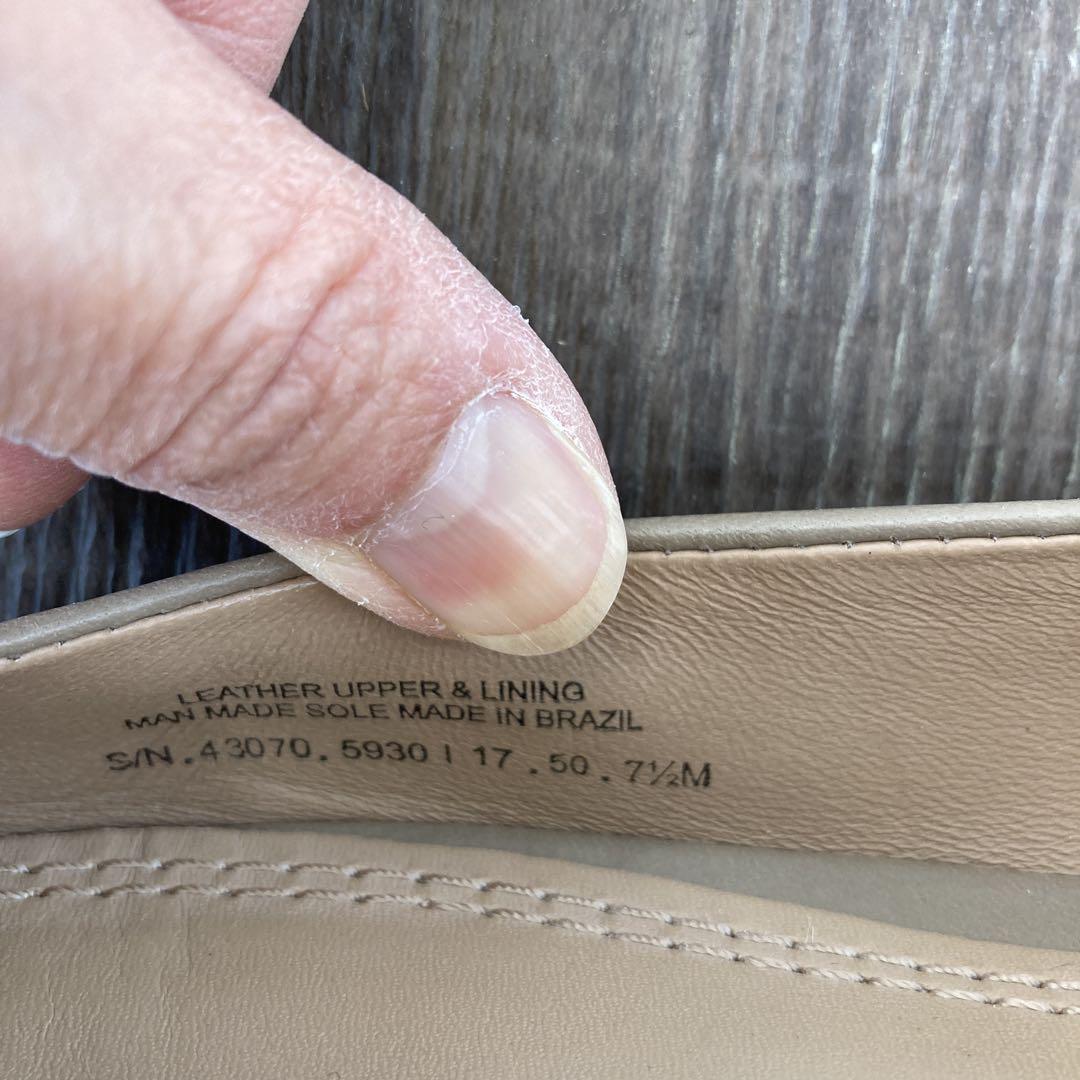 LEATHER UPPER & LINING
MAN MADE SOLE MADE IN BRAZIL
S/N.43070.5930 | 17.50.7½M